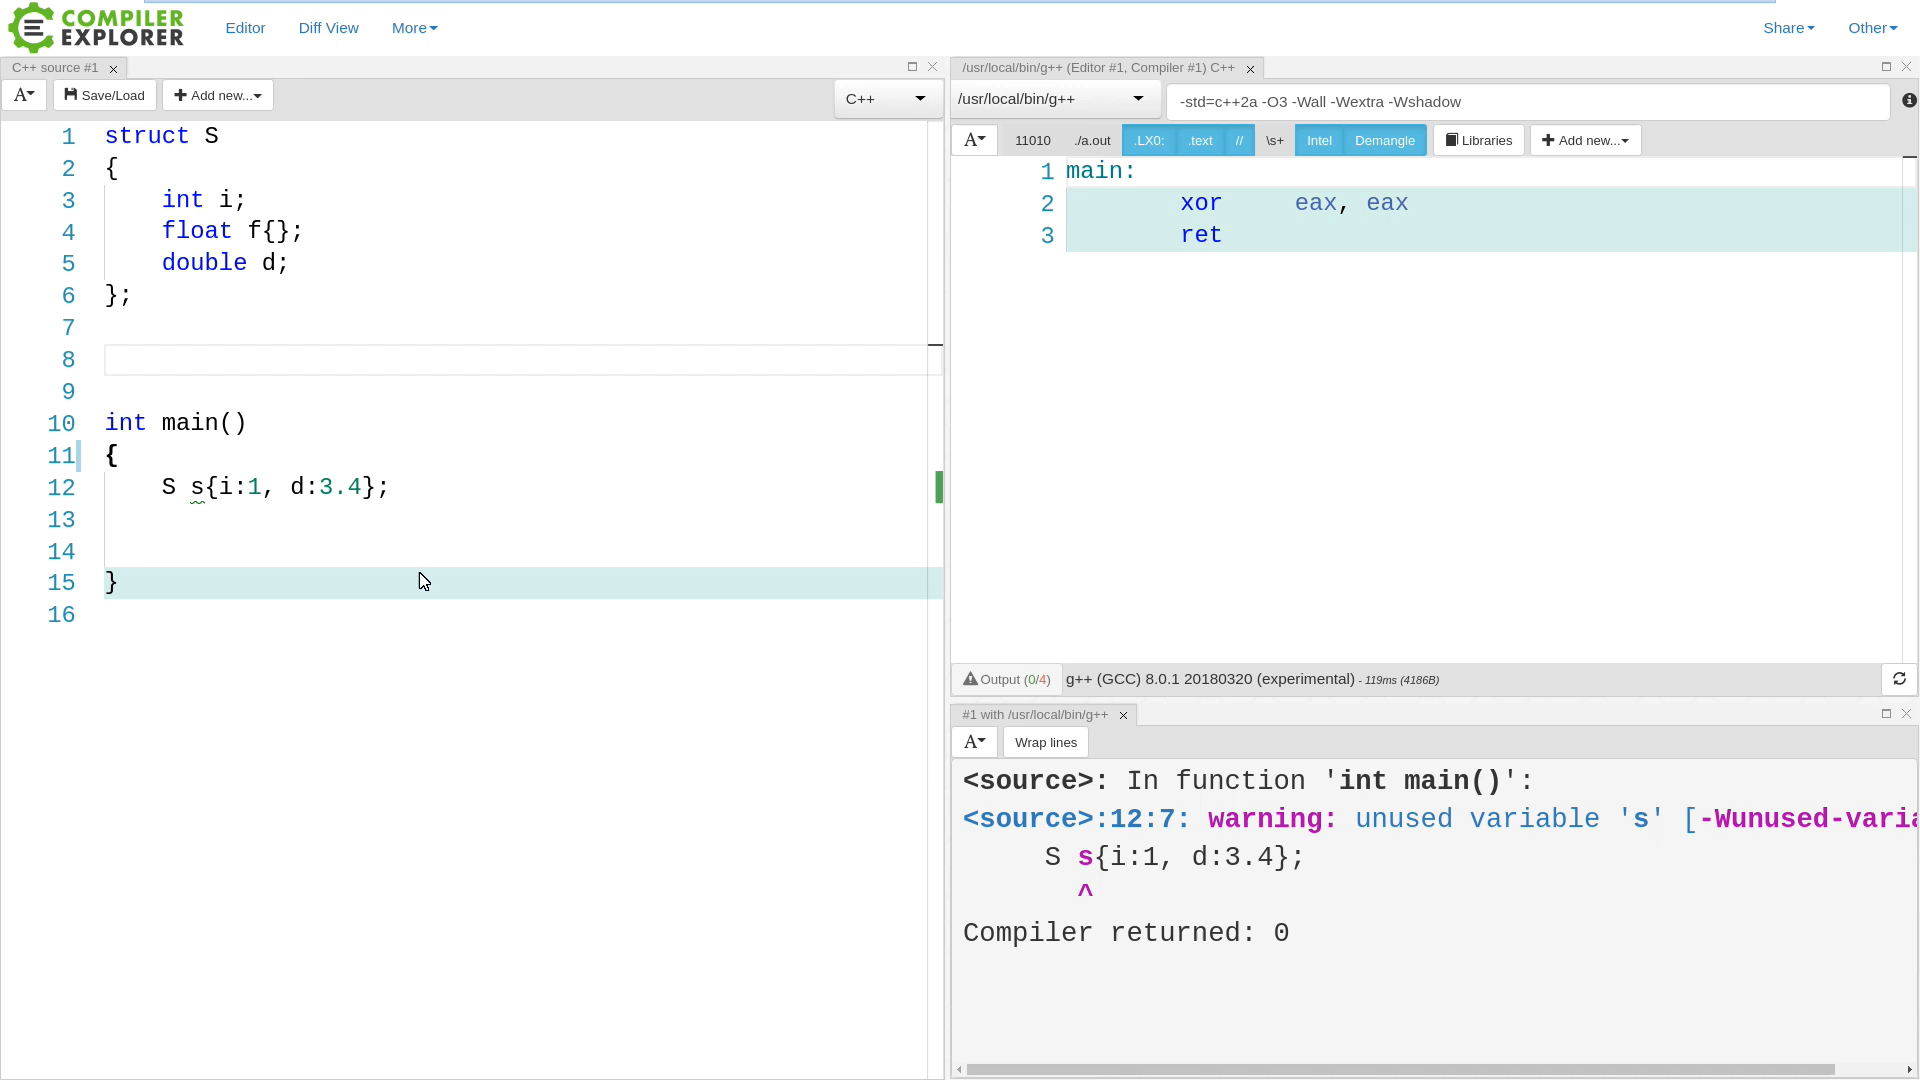 COMPILER
EXPLORER
Editor
Diff View
More
Share
Other
C++ source #1
A
Save/Load
Add new...
C++
1 struct S
2 {
3 int i;
4 float f{};
5 double d;
6 };
7
8
9
10 int main()
11 {
12 S s{i:1, d:3.4};
13
14
15 }
16
/usr/local/bin/g++ (Editor #1, Compiler #1) C++
/usr/local/bin/g++
-std=c++2a -O3 -Wall -Wextra -Wshadow
A
11010
./a.out
.LX0:
.text
//
\s+
Intel
Demangle
Libraries
Add new...
1 main:
2 xor eax, eax
3 ret
Output (0/4)
g++ (GCC) 8.0.1 20180320 (experimental) - 119ms (4186B)
#1 with /usr/local/bin/g++
A
Wrap lines
<source>: In function 'int main()':
<source>:12:7: warning: unused variable 's' [-Wunused-varia
S s{i:1, d:3.4};
^
Compiler returned: 0